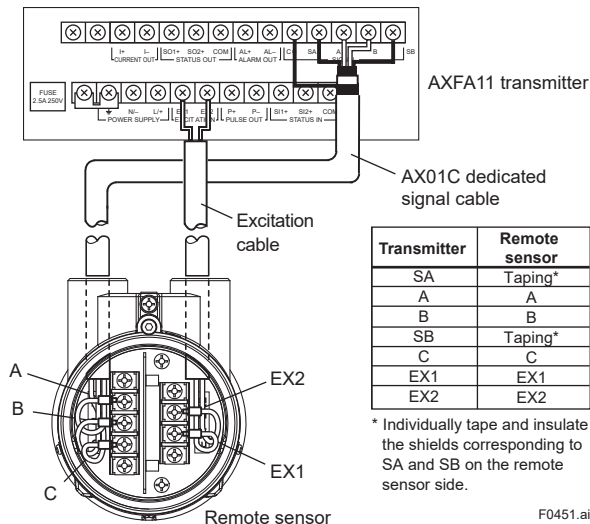 I+ I– SO1+ SO2+ COM AL+ AL– C SA A B SB
CURRENT OUT STATUS OUT ALARM OUT
FUSE
2.5A 250V
N/– L/+ EX2 P+ P– SI1+ SI2+ COM
POWER SUPPLY PULSE OUT STATUS IN
AXFA11 transmitter
AX01C dedicated
signal cable
Excitation
cable
Transmitter Remote
sensor
SA Taping*
A A
B B
SB Taping*
C C
EX1 EX1
EX2 EX2
* Individually tape and insulate
the shields corresponding to
SA and SB on the remote
sensor side.
A
B
C
EX2
EX1
Remote sensor
F0451.ai